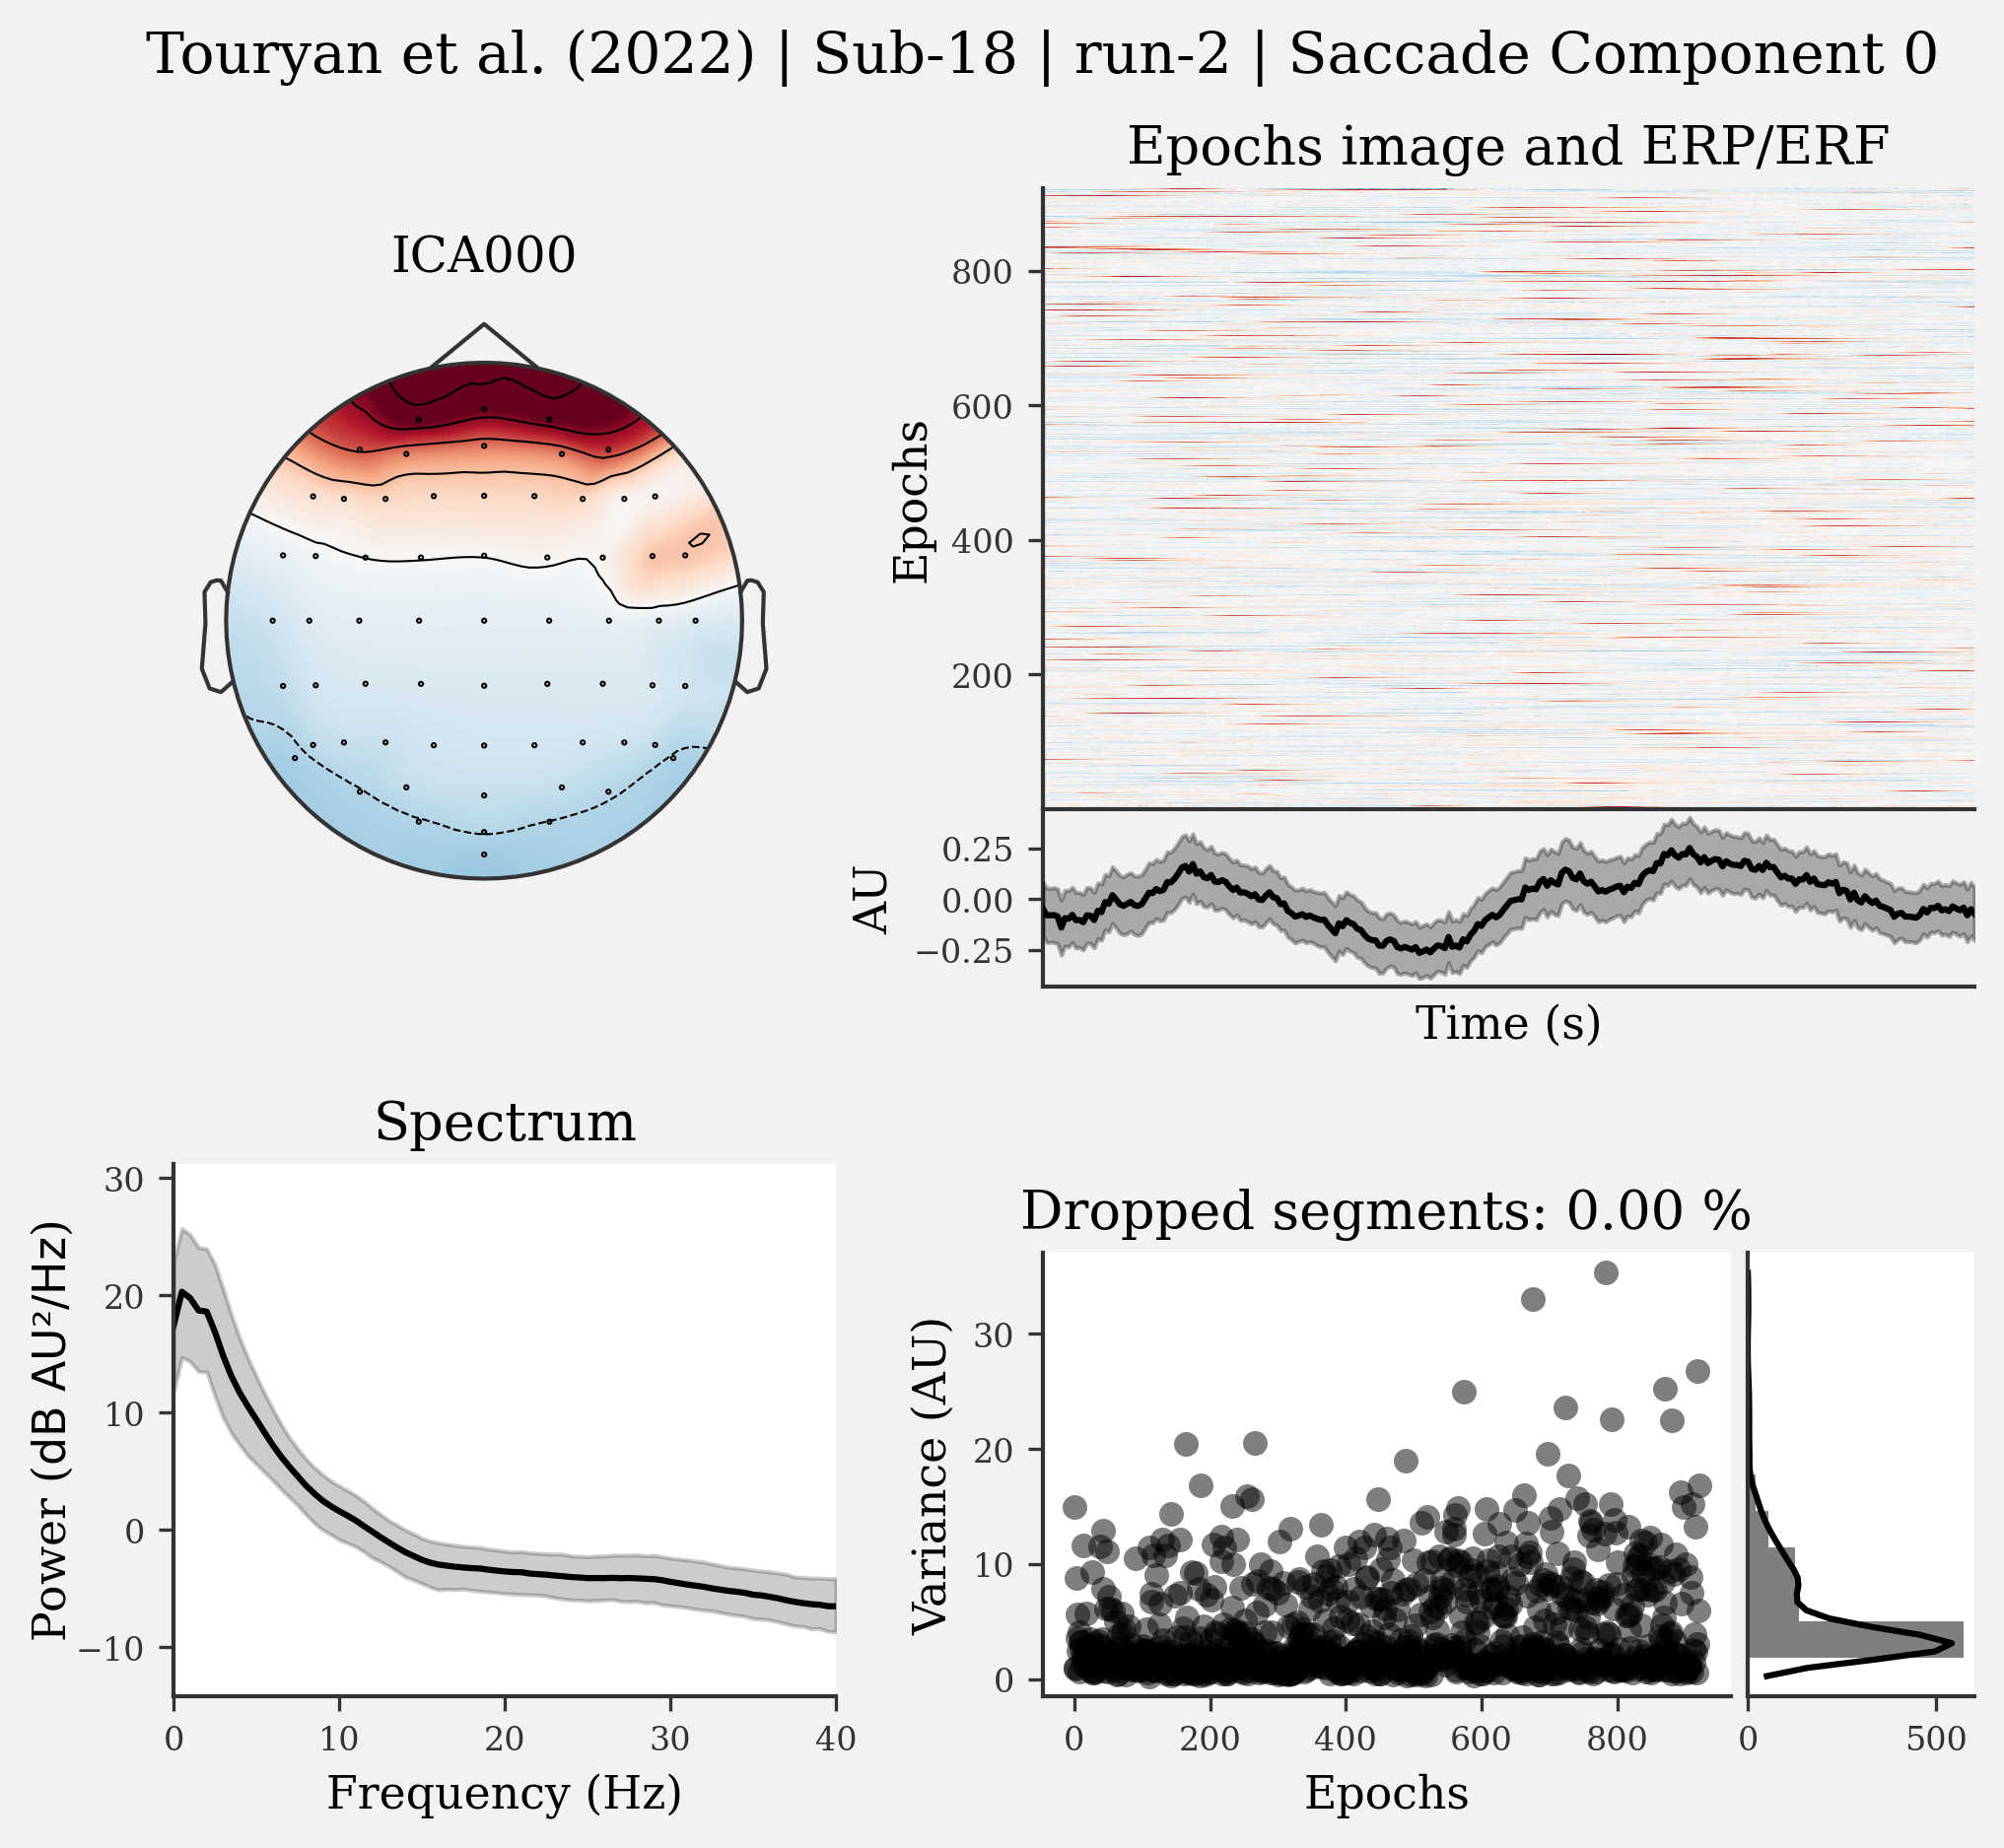 Touryan et al. (2022) | Sub-18 | run-2 | Saccade Component 0
ICA000
Epochs image and ERP/ERF
800
600
400
200
Epochs
0.25
0.00
−0.25
AU
Time (s)
Spectrum
30
20
10
0
−10
Power (dB AU²/Hz)
0 10 20 30 40
Frequency (Hz)
Dropped segments: 0.00 %
30
20
10
0
Variance (AU)
0 200 400 600 800
Epochs
0 500